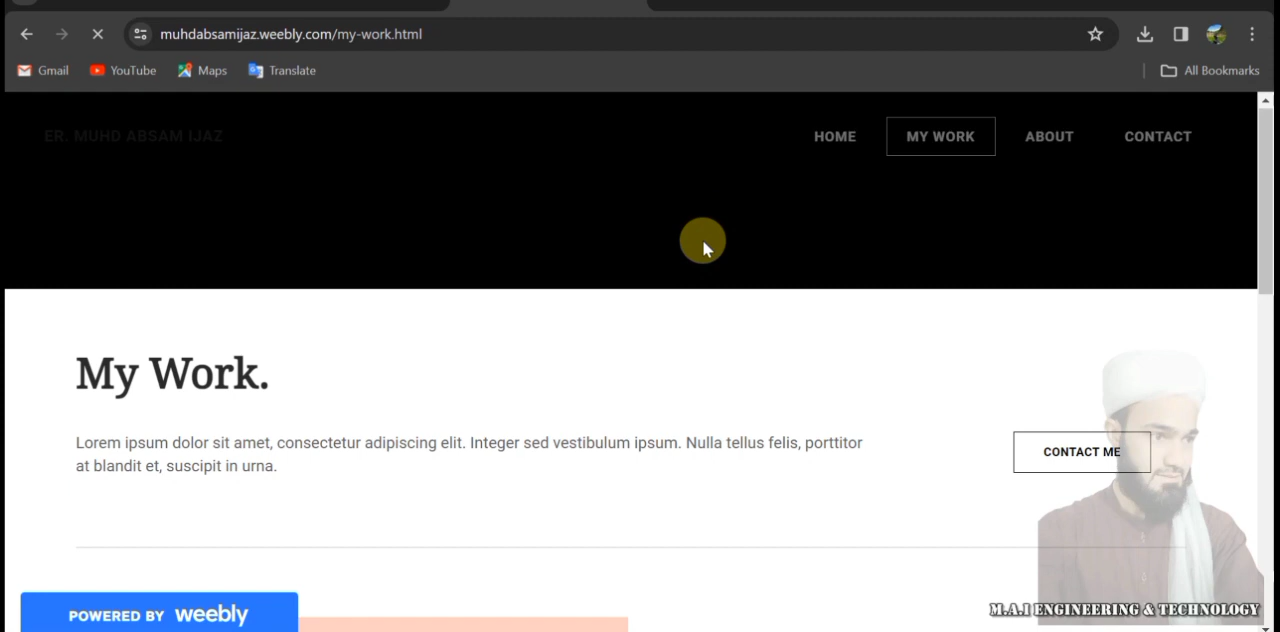 muhdabsamijaz.weebly.com/my-work.html
Gmail YouTube Maps Translate All Bookmarks
ER. MUHD ABSAM IJAZ HOME MY WORK ABOUT CONTACT
My Work.
Lorem ipsum dolor sit amet, consectetur adipiscing elit. Integer sed vestibulum ipsum. Nulla tellus felis, porttitor
at blandit et, suscipit in urna.
CONTACT ME
POWERED BY weebly
M.A.I ENGINEERING & TECHNOLOGY